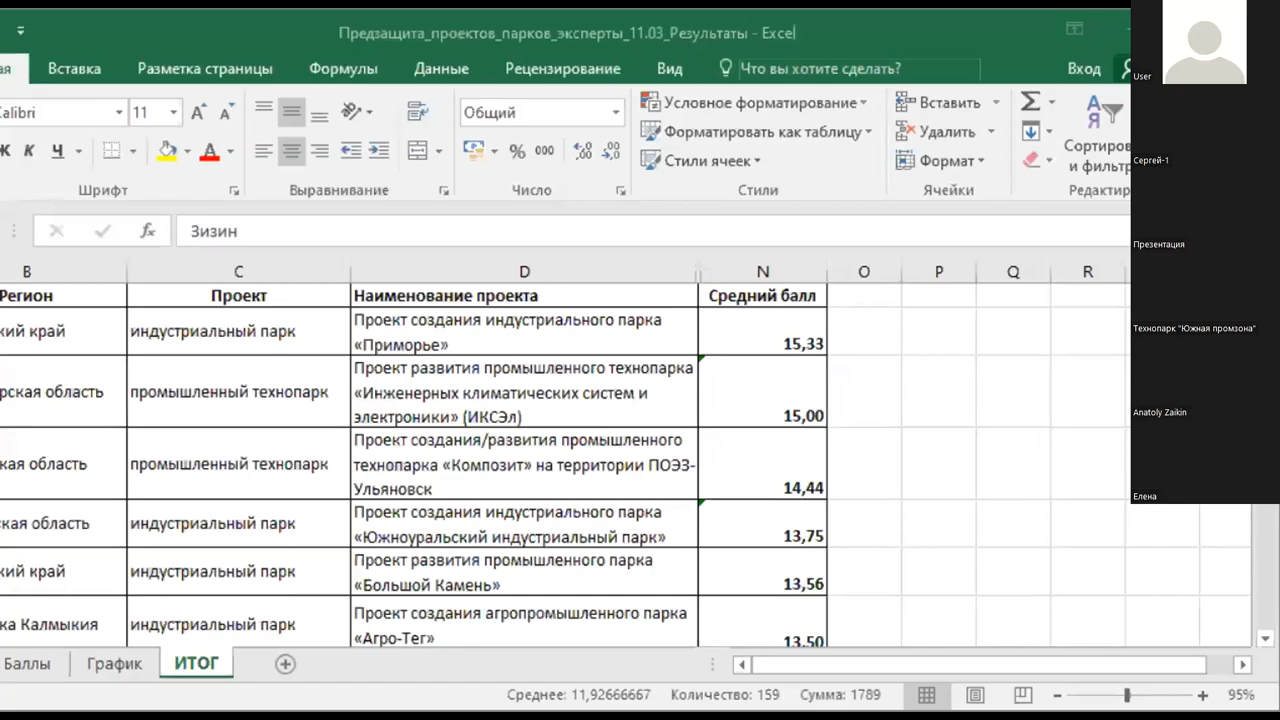 Предзащита_проектов_парков_эксперты_11.03_Результаты - Excel
ая Вставка Разметка страницы Формулы Данные Рецензирование Вид Что вы хотите сделать? Вход
Calibri 11 Общий Условное форматирование Вставить
Форматировать как таблицу Удалить
Ж К Ч % 000 Стили ячеек Формат
Сортиров
и фильтр
Шрифт Выравнивание Число Стили Ячейки Редактир
fx Зизин
B C D N O P Q R
Регион Проект Наименование проекта Средний балл
кий край индустриальный парк Проект создания индустриального парка
«Приморье» 15,33
рская область промышленный технопарк Проект развития промышленного технопарка
«Инженерных климатических систем и
электроники» (ИКСЭл) 15,00
кая область промышленный технопарк Проект создания/развития промышленного
технопарка «Композит» на территории ПОЭЗ-
Ульяновск 14,44
ская область индустриальный парк Проект создания индустриального парка
«Южноуральский индустриальный парк» 13,75
кий край индустриальный парк Проект развития промышленного парка
«Большой Камень» 13,56
ка Калмыкия индустриальный парк Проект создания агропромышленного парка
«Агро-Тег» 13,50
Баллы График ИТОГ
Среднее: 11,92666667 Количество: 159 Сумма: 1789 95%
User
Сергей-1
Презентация
Технопарк "Южная промзона"
Anatoly Zaikin
Елена